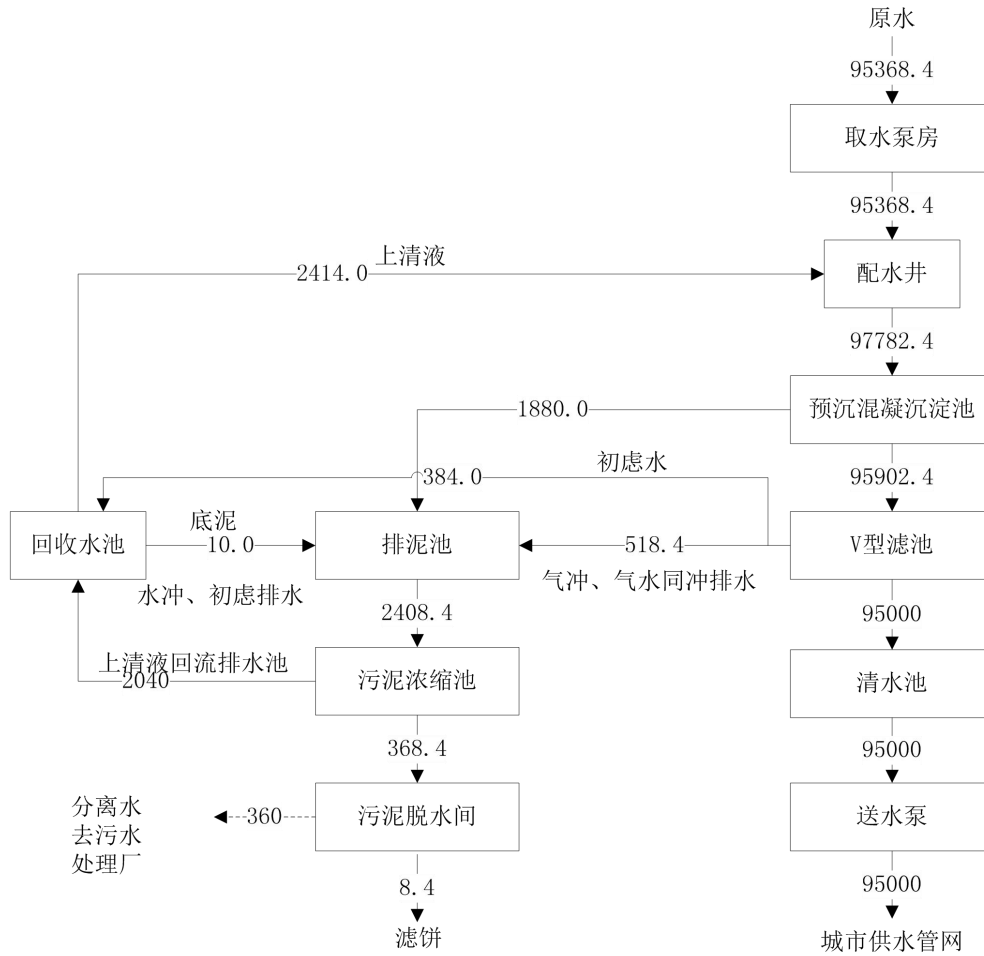 原水
95368.4
取水泵房
95368.4
上清液
2414.0
配水井
97782.4
1880.0
预沉混凝沉淀池
初虑水
384.0
95902.4
底泥
回收水池
10.0
排泥池
518.4
V型滤池
水冲、初虑排水
气冲、气水同冲排水
2408.4
95000
上清液回流排水池
2040
污泥浓缩池
清水池
368.4
95000
分离水
去污水
处理厂
360
污泥脱水间
送水泵
8.4
95000
滤饼
城市供水管网